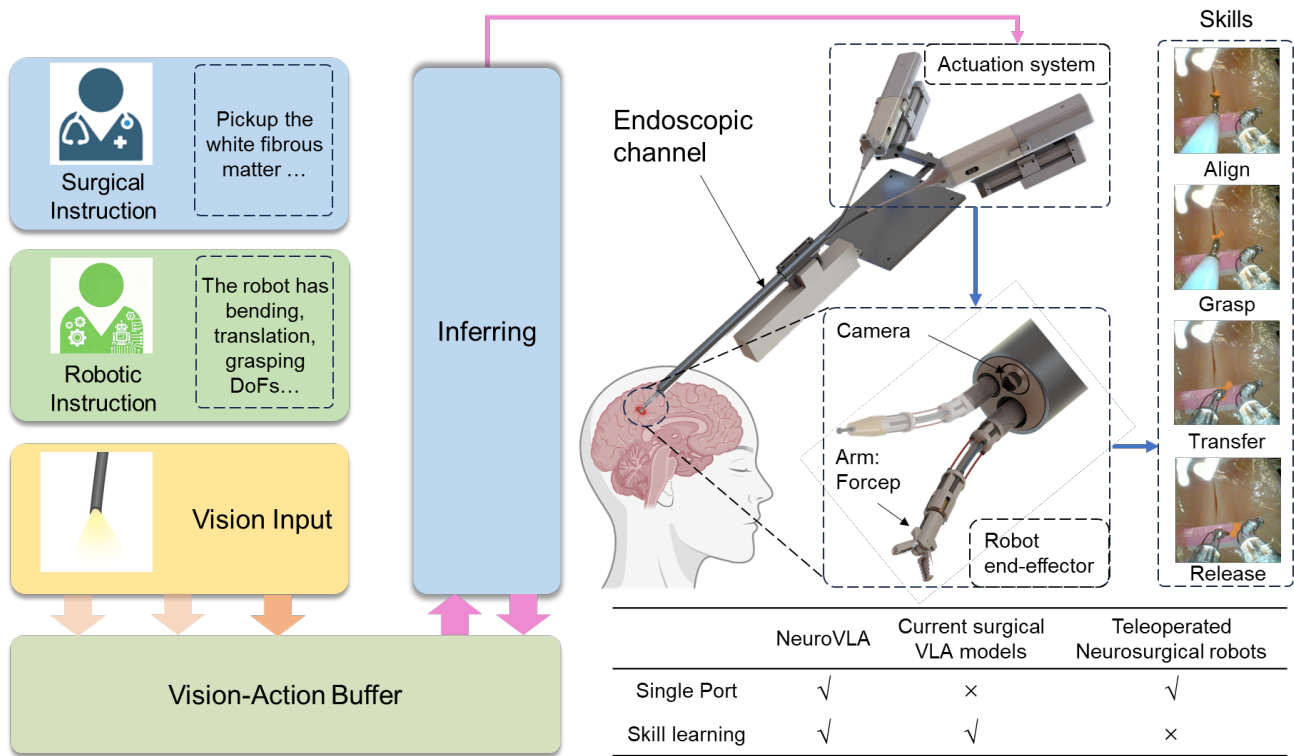 Pickup the
white fibrous
matter …
Surgical
Instruction
The robot has
bending,
translation,
grasping
DoFs…
Robotic
Instruction
Vision Input
Vision-Action Buffer
Inferring
Endoscopic
channel
Actuation system
Camera
Arm:
Forcep
Robot
end-effector
Skills
Align
Grasp
Transfer
Release
NeuroVLA
Current surgical
VLA models
Teleoperated
Neurosurgical robots
Single Port √ × √
Skill learning √ √ ×